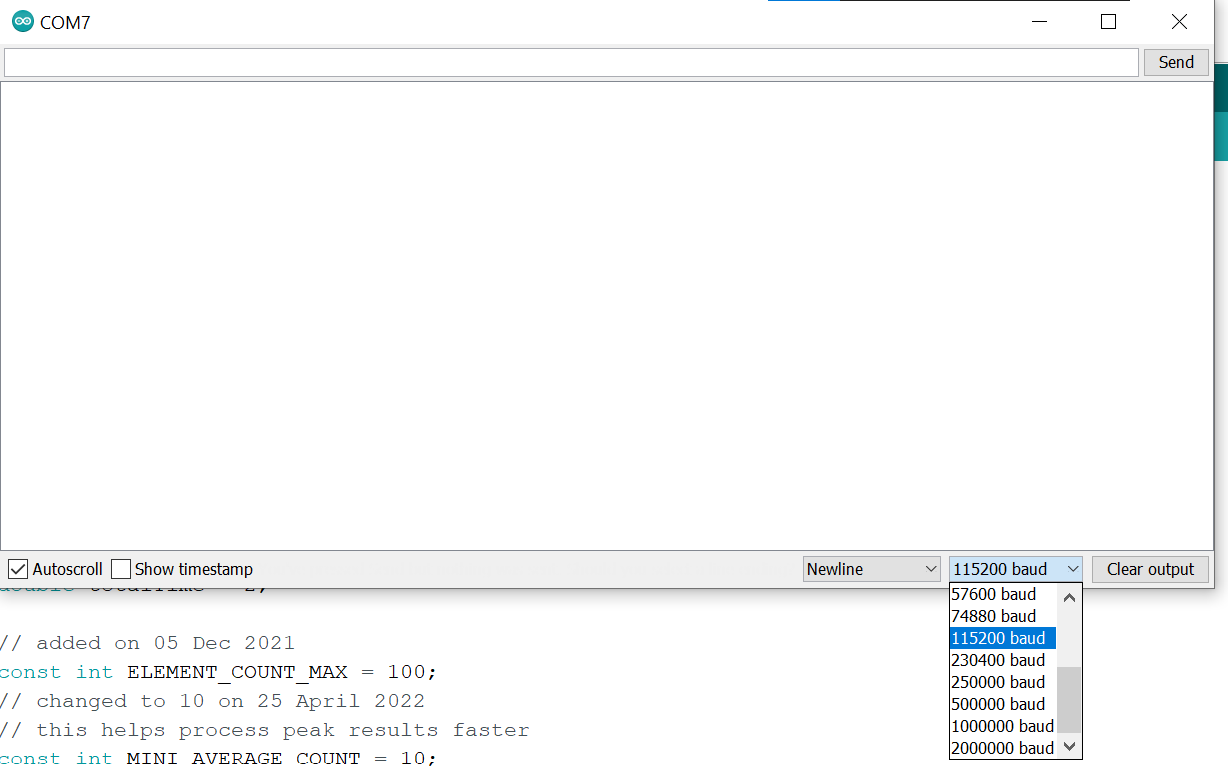 COM7
Send
Autoscroll Show timestamp Newline 115200 baud Clear output
57600 baud
74880 baud
115200 baud
230400 baud
250000 baud
500000 baud
1000000 baud
2000000 baud
// added on 05 Dec 2021
const int ELEMENT_COUNT_MAX = 100;
// changed to 10 on 25 April 2022
// this helps process peak results faster
const int MINI_AVERAGE_COUNT = 10;